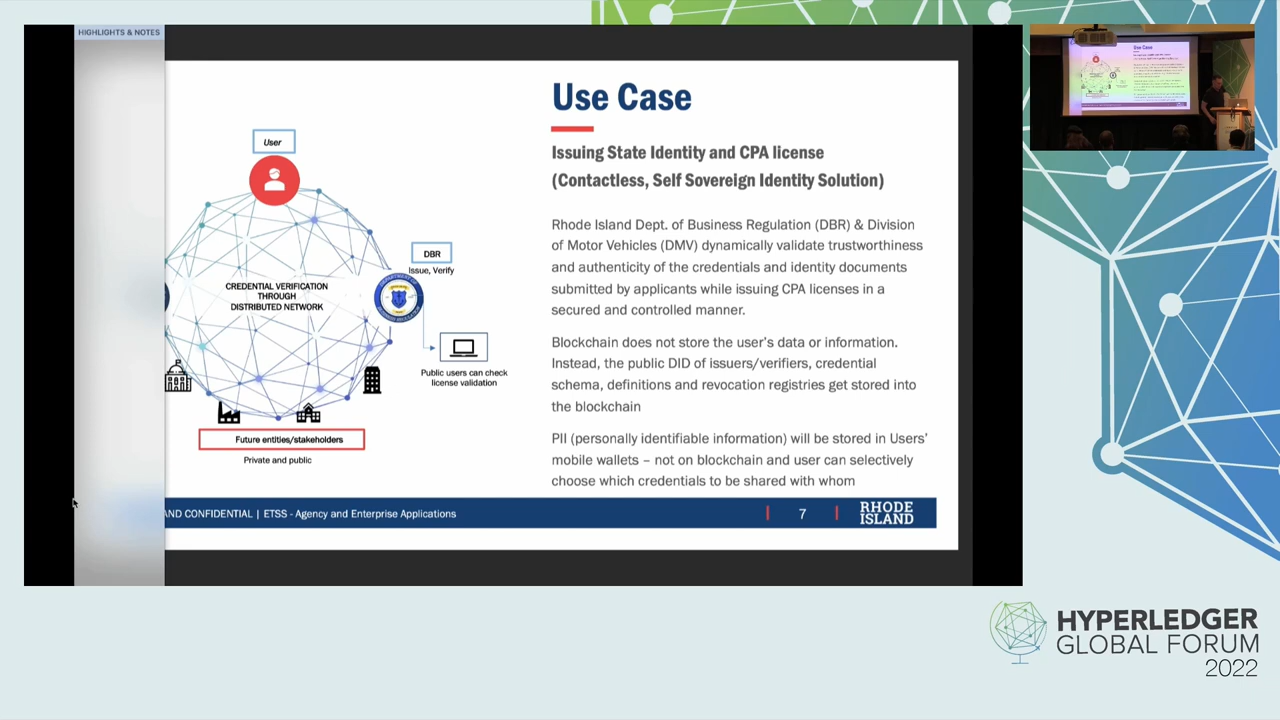 HIGHLIGHTS & NOTES
Use Case
Issuing State Identity and CPA license
(Contactless, Self Sovereign Identity Solution)
Rhode Island Dept. of Business Regulation (DBR) & Division
of Motor Vehicles (DMV) dynamically validate trustworthiness
and authenticity of the credentials and identity documents
submitted by applicants while issuing CPA licenses in a
secured and controlled manner.
Blockchain does not store the user's data or information.
Instead, the public DID of issuers/verifiers, credential
schema, definitions and revocation registries get stored into
the blockchain
PII (personally identifiable information) will be stored in Users'
mobile wallets – not on blockchain and user can selectively
choose which credentials to be shared with whom
User
DBR
Issue, Verify
CREDENTIAL VERIFICATION
THROUGH
DISTRIBUTED NETWORK
Public users can check
license validation
Future entities/stakeholders
Private and public
AND CONFIDENTIAL | ETSS - Agency and Enterprise Applications
7
RHODE
ISLAND
Use Case
HYPERLEDGER
GLOBAL FORUM
2022